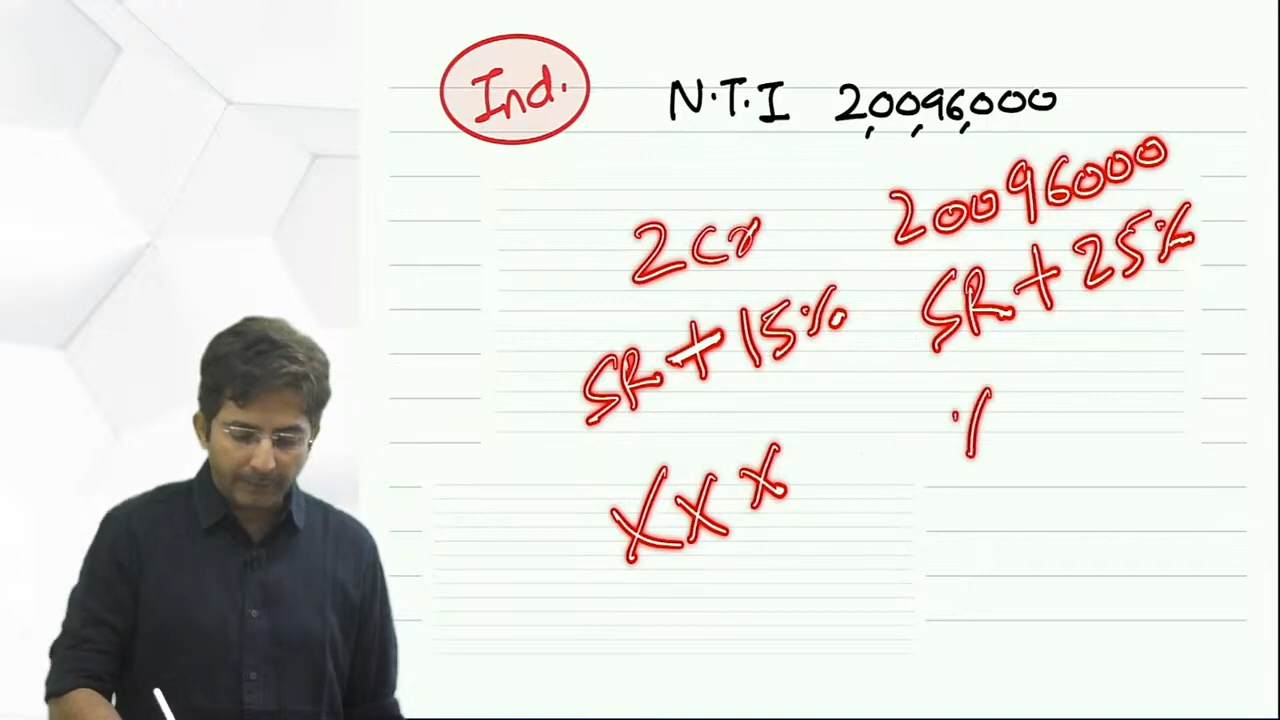 Ind.
N.T.I 2,00,96,000
2cr
SR + 15%
XXX
20096000
SR + 25%